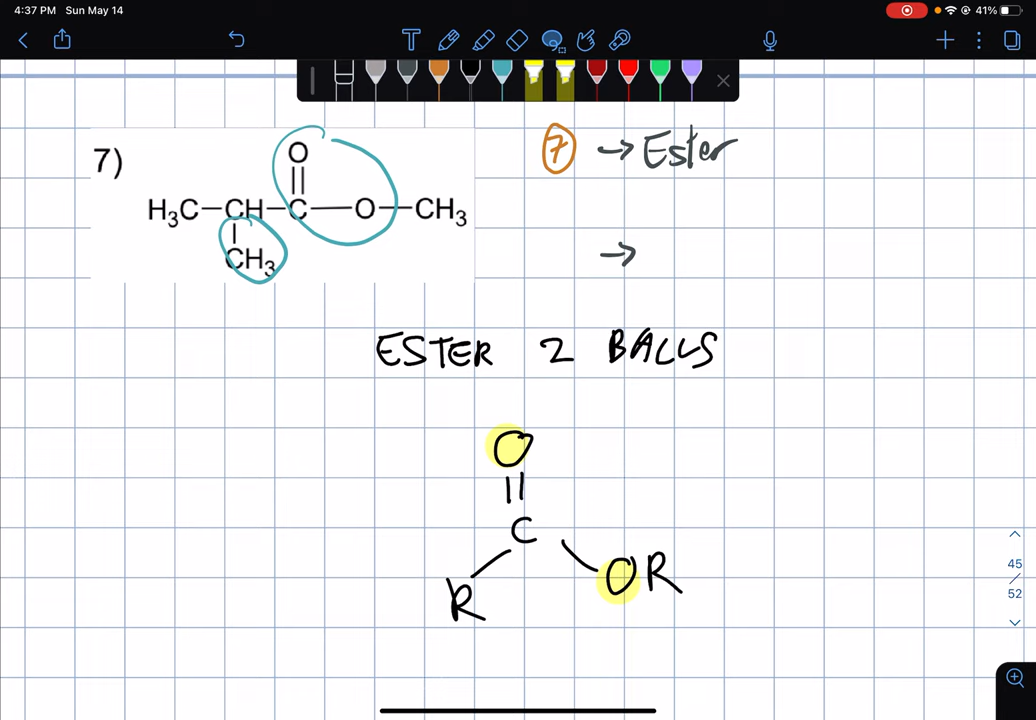 4:37 PM Sun May 14
41%
T
7)
O
H3C–CH–C–O–CH3
CH3
7 → Ester
→
ESTER 2 BALLS
O
C
R
OR
45
/
52